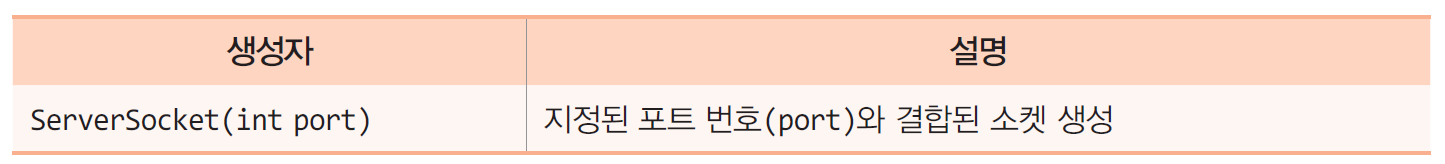 생성자 설명
ServerSocket(int port) 지정된 포트 번호(port)와 결합된 소켓 생성